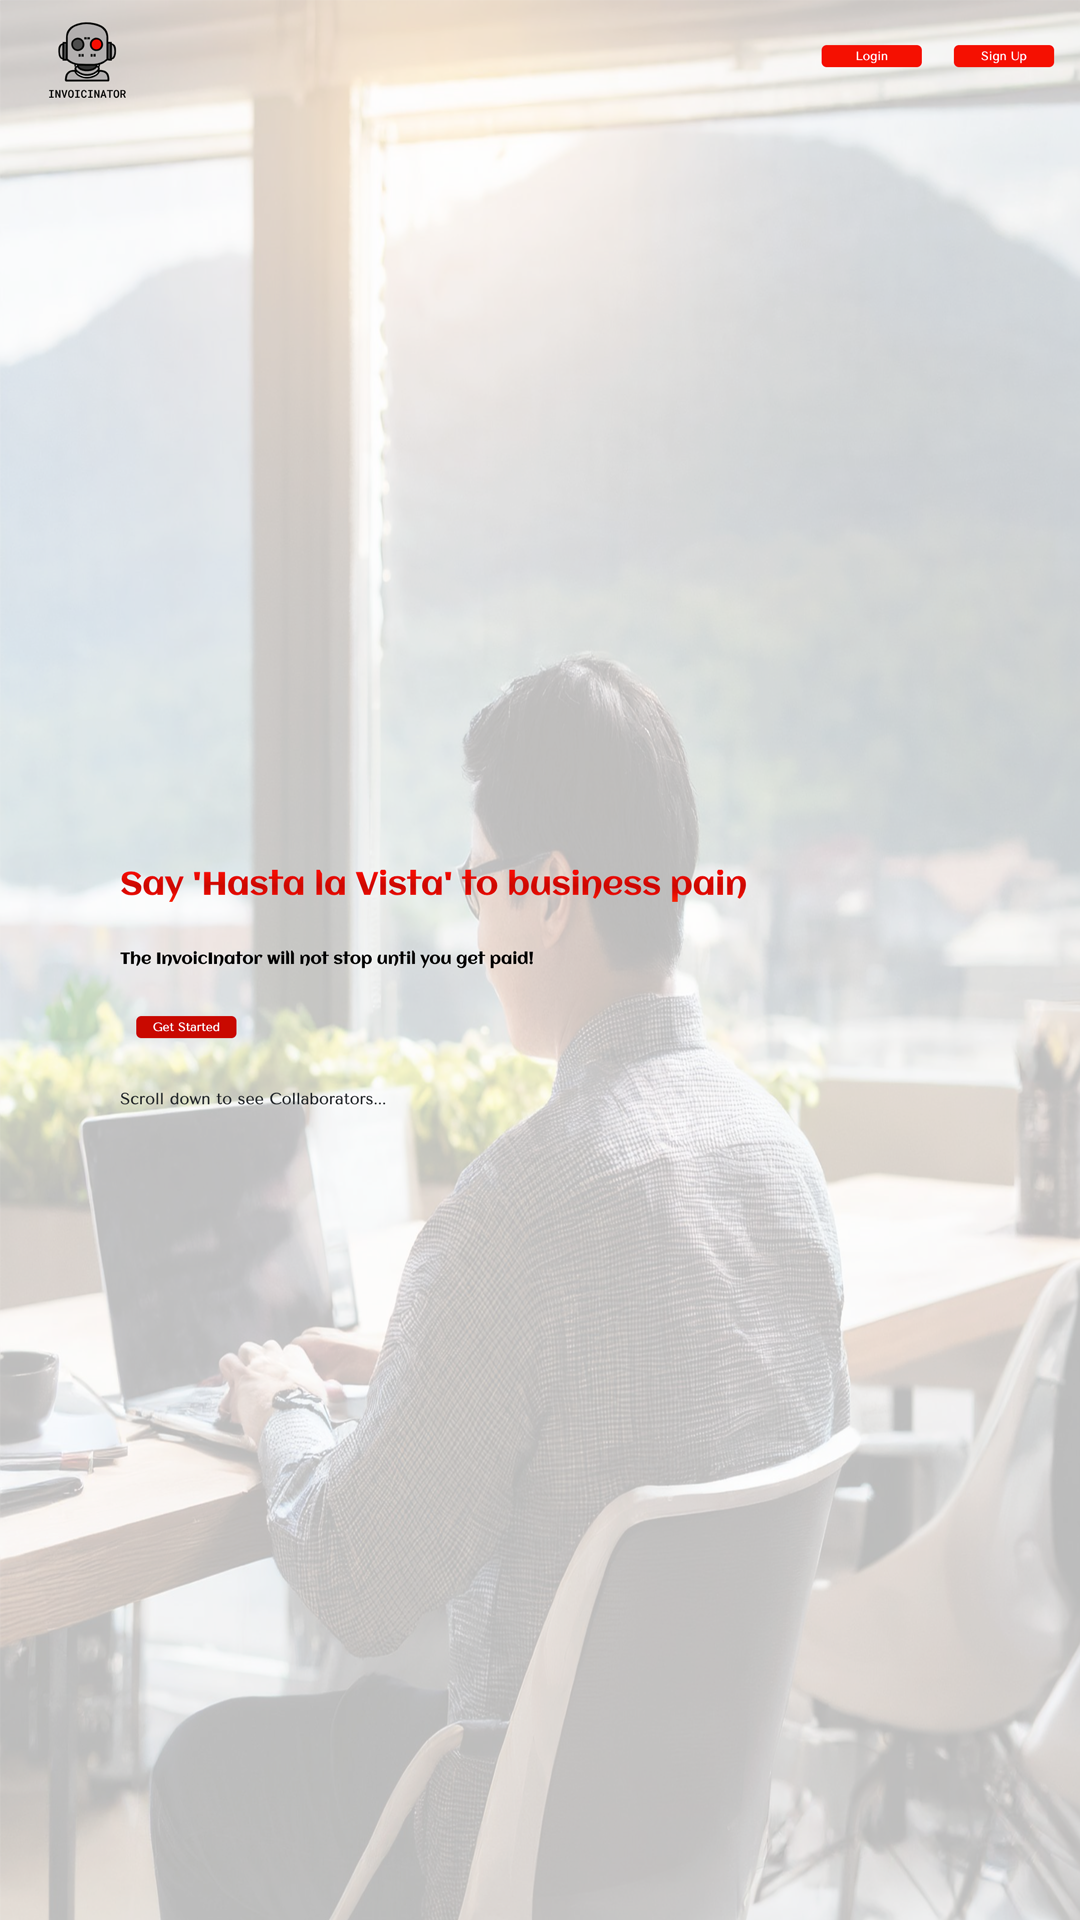 INVOICINATOR
Login
Sign Up
Say 'Hasta la Vista' to business pain
The InvoicInator will not stop until you get paid!
Get Started
Scroll down to see Collaborators...